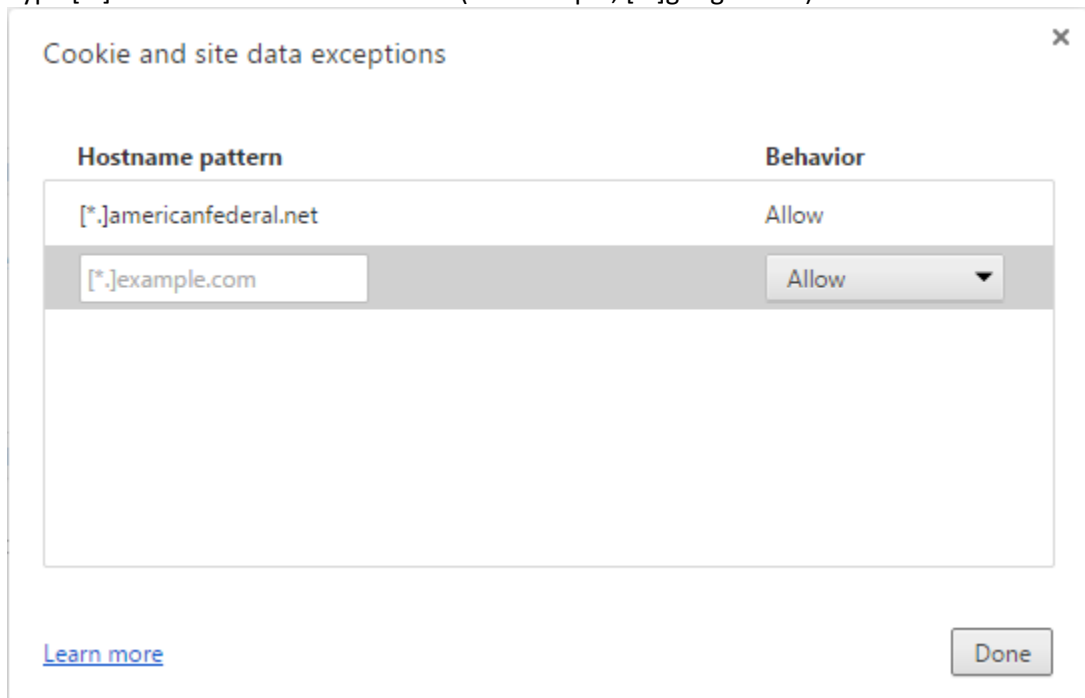 Cookie and site data exceptions
×
Hostname pattern Behavior
[*.]americanfederal.net Allow
[*.]example.com Allow
Learn more Done